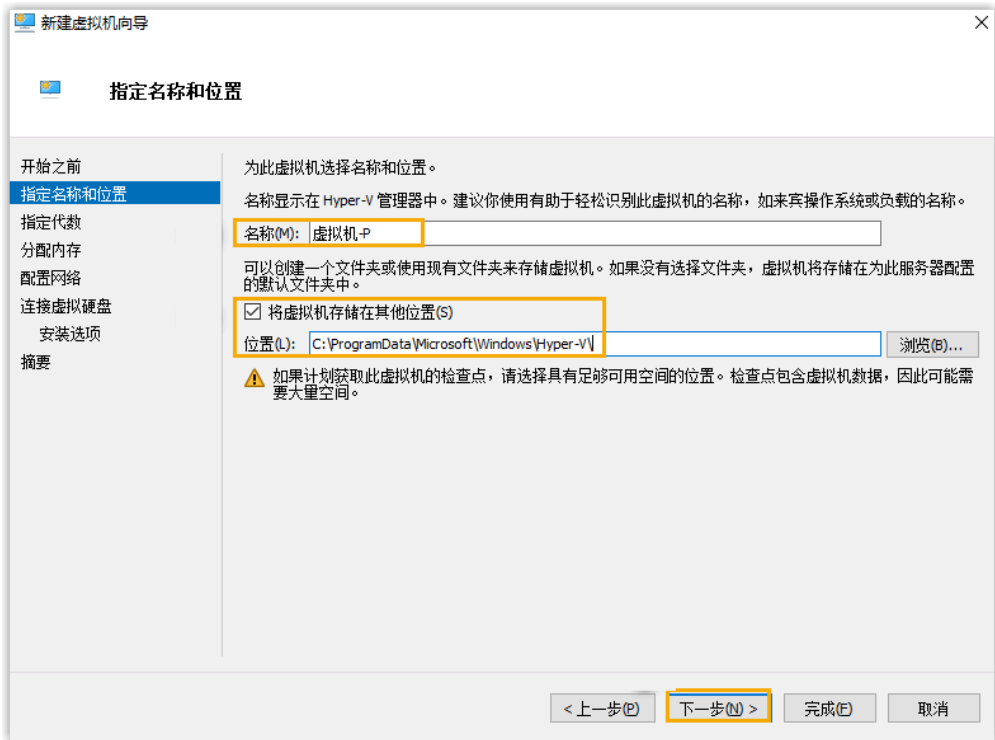 新建虚拟机向导
指定名称和位置
开始之前
指定名称和位置
指定代数
分配内存
配置网络
连接虚拟硬盘
安装选项
摘要
为此虚拟机选择名称和位置。
名称显示在 Hyper-V 管理器中。建议你使用有助于轻松识别此虚拟机的名称，如来宾操作系统或负载的名称。
名称(M): 虚拟机-P
可以创建一个文件夹或使用现有文件夹来存储虚拟机。如果没有选择文件夹，虚拟机将存储在为此服务器配置
的默认文件夹中。
将虚拟机存储在其他位置(S)
位置(L): C:\ProgramData\Microsoft\Windows\Hyper-V\
浏览(B)...
如果计划获取此虚拟机的检查点，请选择具有足够可用空间的位置。检查点包含虚拟机数据，因此可能需
要大量空间。
< 上一步(P) 下一步(N) > 完成(F) 取消